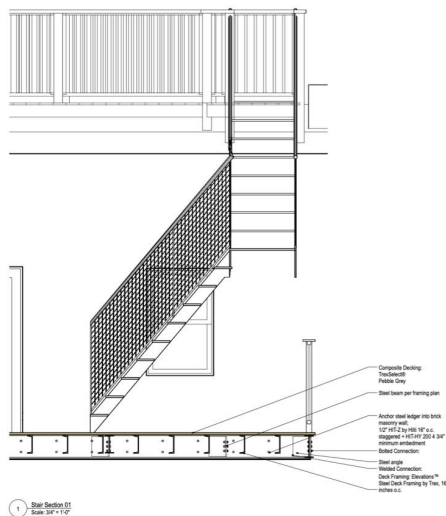 Composite Decking:
TrexSelect®
Pebble Grey
Steel beam per framing plan
Anchor steel ledger into brick
masonry wall;
1/2" HIT-Z by Hilti 16" o.c.
staggered + HIT-HY 200 4 3/4"
minimum embedment
Bolted Connection:
Steel angle
Welded Connection:
Deck Framing: Elevations™
Steel Deck Framing by Trex, 16
inches o.c.
1
Stair Section 01
Scale: 3/4" = 1'-0"